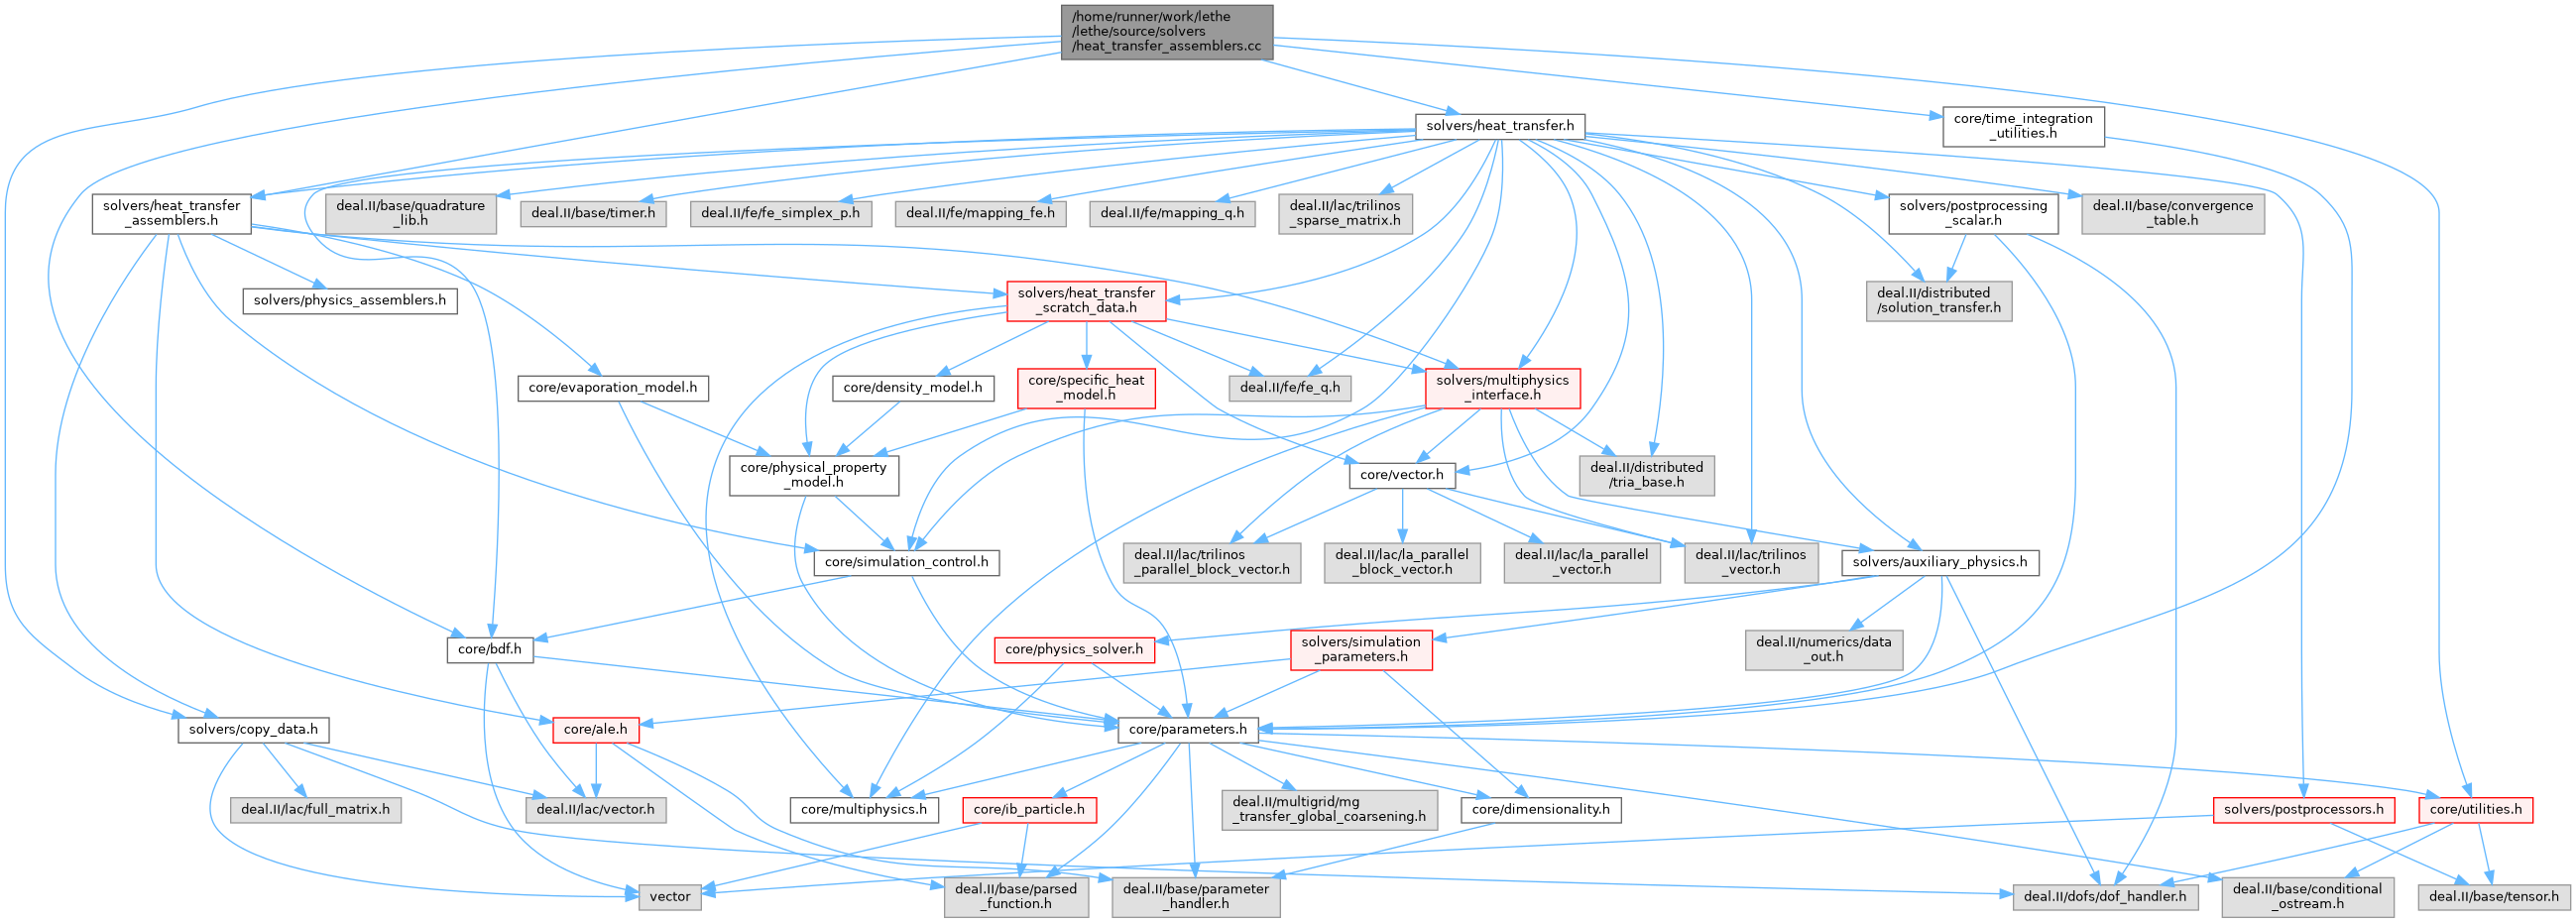 /home/runner/work/lethe
/lethe/source/solvers
/heat_transfer_assemblers.cc
solvers/heat_transfer.h
core/time_integration
_utilities.h
solvers/heat_transfer
_assemblers.h
deal.II/base/quadrature
_lib.h
deal.II/base/timer.h
deal.II/fe/fe_simplex_p.h
deal.II/fe/mapping_fe.h
deal.II/fe/mapping_q.h
deal.II/lac/trilinos
_sparse_matrix.h
solvers/postprocessing
_scalar.h
deal.II/base/convergence
_table.h
solvers/physics_assemblers.h
solvers/heat_transfer
_scratch_data.h
deal.II/distributed
/solution_transfer.h
core/evaporation_model.h
core/density_model.h
core/specific_heat
_model.h
deal.II/fe/fe_q.h
solvers/multiphysics
_interface.h
core/physical_property
_model.h
core/vector.h
deal.II/distributed
/tria_base.h
core/simulation_control.h
deal.II/lac/trilinos
_parallel_block_vector.h
deal.II/lac/la_parallel
_block_vector.h
deal.II/lac/la_parallel
_vector.h
deal.II/lac/trilinos
_vector.h
solvers/auxiliary_physics.h
core/bdf.h
core/physics_solver.h
solvers/simulation
_parameters.h
deal.II/numerics/data
_out.h
solvers/copy_data.h
core/ale.h
core/parameters.h
deal.II/lac/full_matrix.h
deal.II/lac/vector.h
core/multiphysics.h
core/ib_particle.h
deal.II/multigrid/mg
_transfer_global_coarsening.h
core/dimensionality.h
solvers/postprocessors.h
core/utilities.h
vector
deal.II/base/parsed
_function.h
deal.II/base/parameter
_handler.h
deal.II/dofs/dof_handler.h
deal.II/base/conditional
_ostream.h
deal.II/base/tensor.h